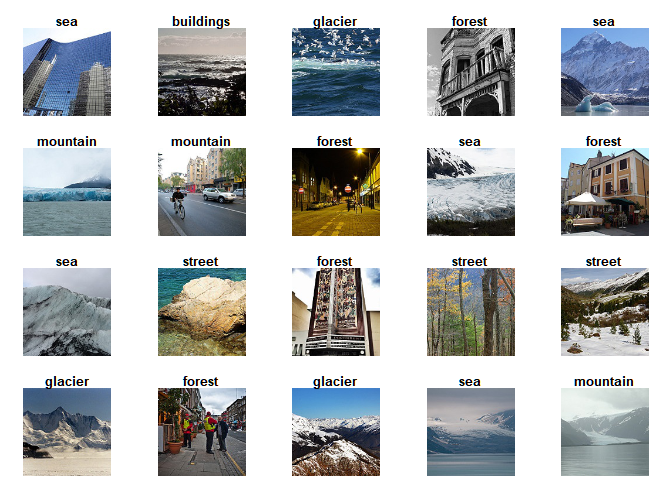 sea buildings glacier forest sea
mountain mountain forest sea forest
sea street forest street street
glacier forest glacier sea mountain